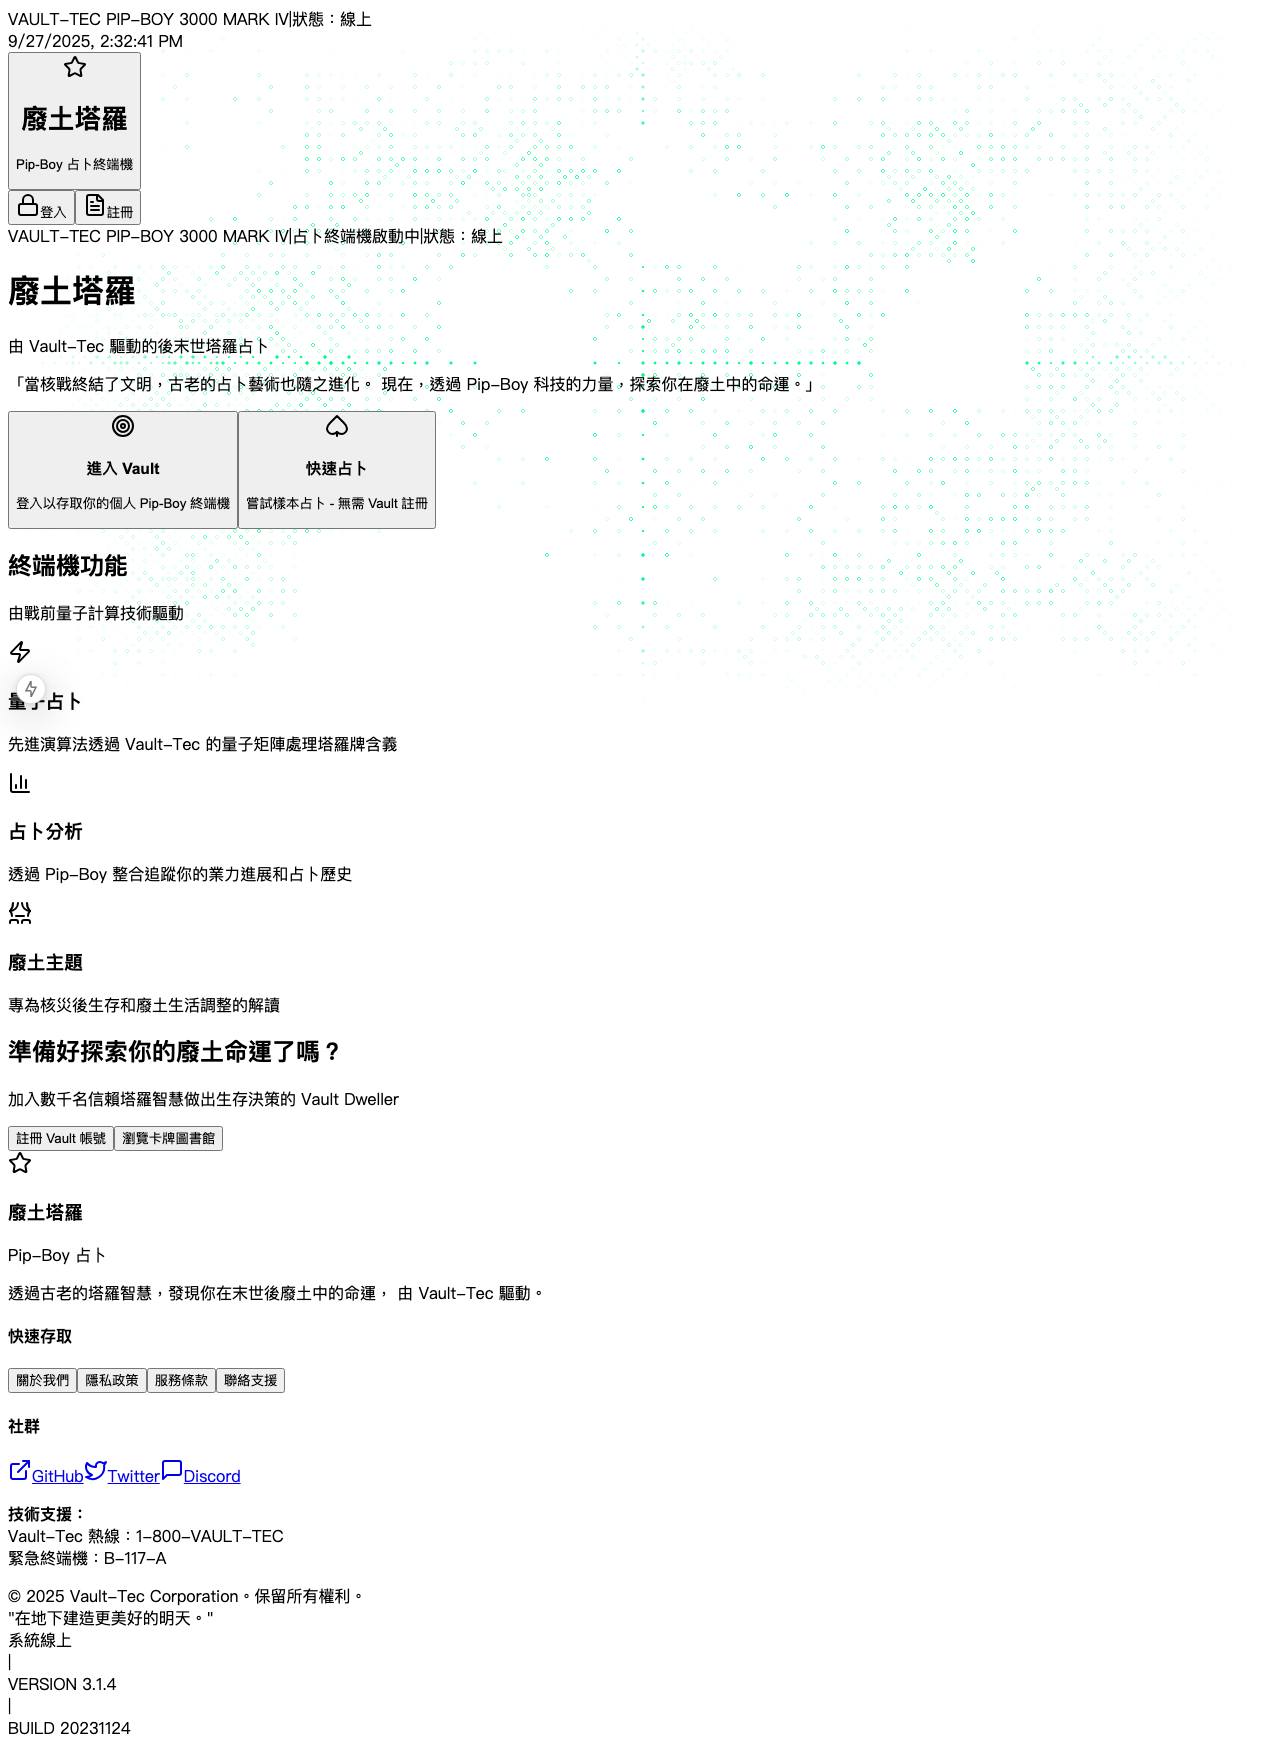 VAULT-TEC PIP-BOY 3000 MARK IV|狀態：線上
9/27/2025, 2:32:41 PM
廢土塔羅
Pip-Boy 占卜終端機
登入 註冊
VAULT-TEC PIP-BOY 3000 MARK IV|占卜終端機啟動中|狀態：線上
廢土塔羅
由 Vault-Tec 驅動的後末世塔羅占卜
「當核戰終結了文明，古老的占卜藝術也隨之進化。 現在，透過 Pip-Boy 科技的力量，探索你在廢土中的命運。」
進入 Vault
登入以存取你的個人 Pip-Boy 終端機
快速占卜
嘗試樣本占卜 - 無需 Vault 註冊
終端機功能
由戰前量子計算技術驅動
量子占卜
先進演算法透過 Vault-Tec 的量子矩陣處理塔羅牌含義
占卜分析
透過 Pip-Boy 整合追蹤你的業力進展和占卜歷史
廢土主題
專為核災後生存和廢土生活調整的解讀
準備好探索你的廢土命運了嗎？
加入數千名信賴塔羅智慧做出生存決策的 Vault Dweller
註冊 Vault 帳號 瀏覽卡牌圖書館
廢土塔羅
Pip-Boy 占卜
透過古老的塔羅智慧，發現你在末世後廢土中的命運， 由 Vault-Tec 驅動。
快速存取
關於我們 隱私政策 服務條款 聯絡支援
社群
GitHub Twitter Discord
技術支援：
Vault-Tec 熱線：1-800-VAULT-TEC
緊急終端機：B-117-A
© 2025 Vault-Tec Corporation。保留所有權利。
"在地下建造更美好的明天。"
系統線上
|
VERSION 3.1.4
|
BUILD 20231124